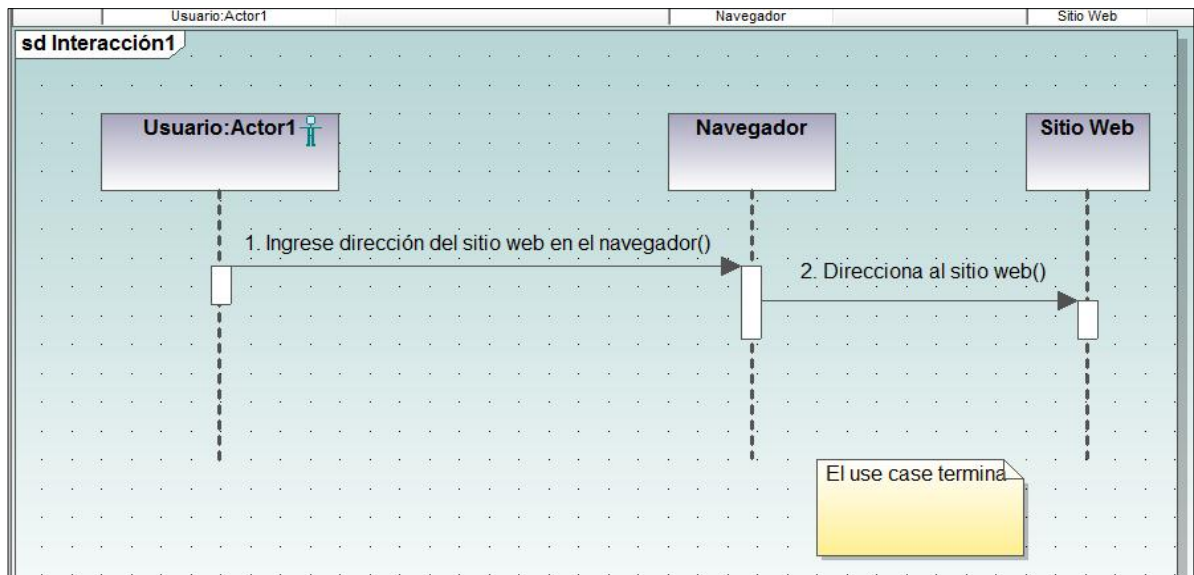 Usuario:Actor1
Navegador
Sitio Web
sd Interacción1
Usuario:Actor1
Navegador
Sitio Web
1. Ingrese dirección del sitio web en el navegador()
2. Direcciona al sitio web()
El use case termina